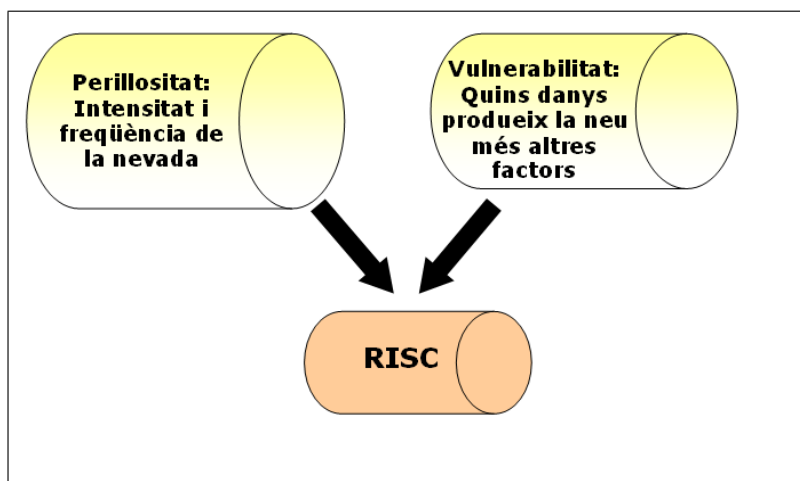 Perillositat:
Intensitat i
freqüència de
la nevada
Vulnerabilitat:
Quins danys
produeix la neu
més altres
factors
RISC